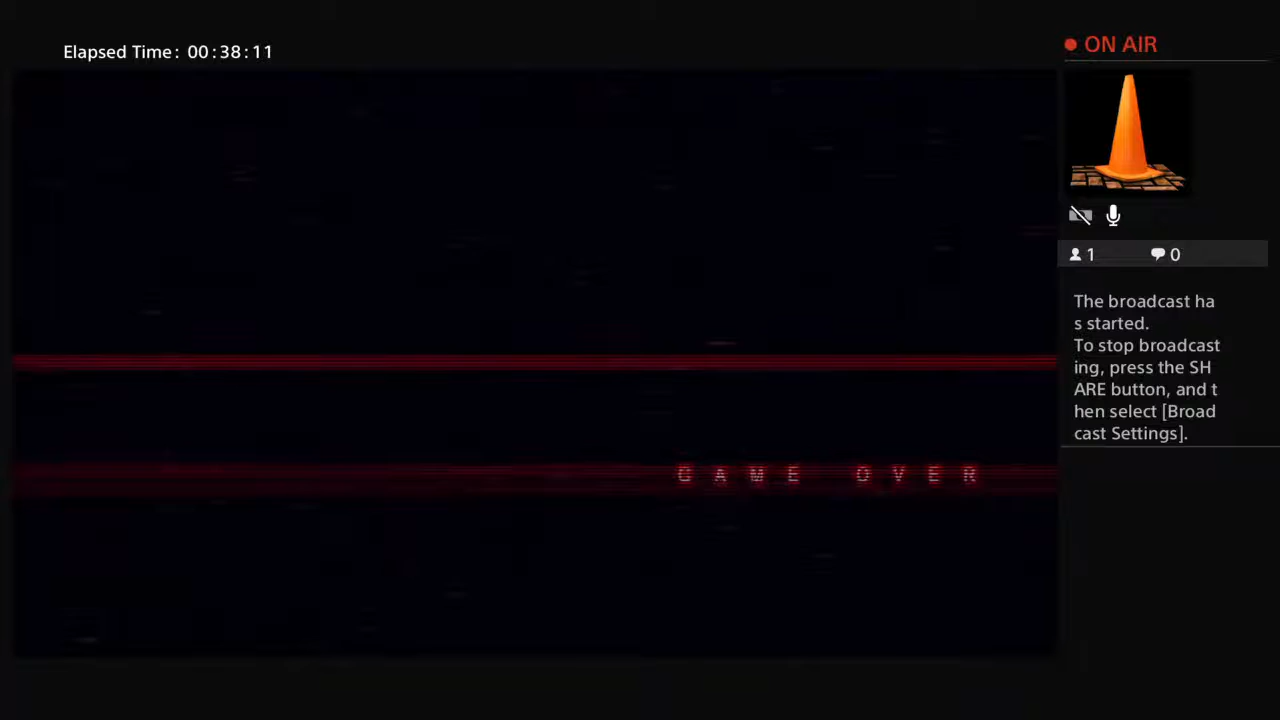 Elapsed Time: 00:38:11
ON AIR
1 0
The broadcast ha
s started.
To stop broadcast
ing, press the SH
ARE button, and t
hen select [Broad
cast Settings].
GAME OVER